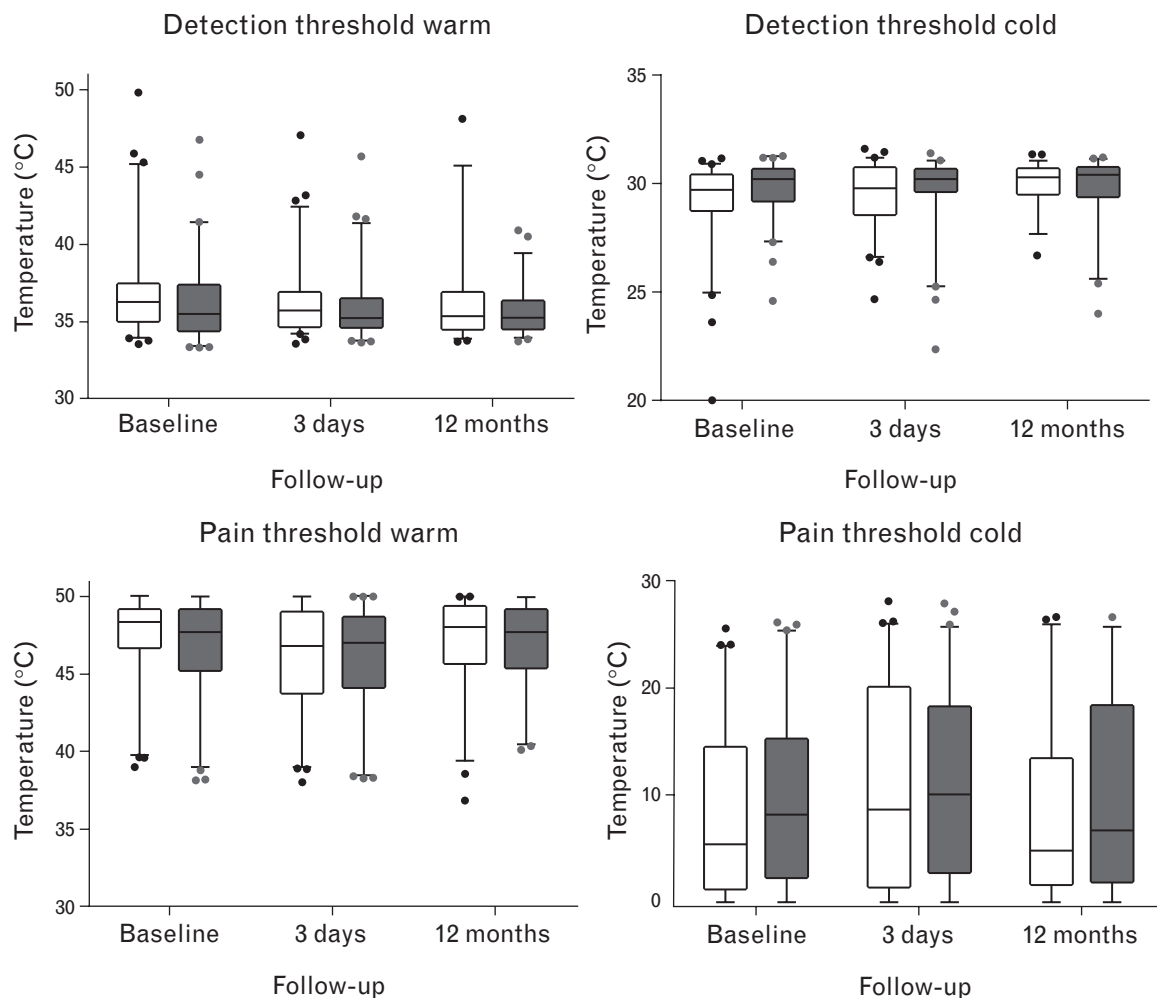 Detection threshold warm
Detection threshold cold
Temperature (°C)
50
45
40
35
30
Baseline
3 days
12 months
Follow-up
Temperature (°C)
35
30
25
20
Baseline
3 days
12 months
Follow-up
Pain threshold warm
Pain threshold cold
Temperature (°C)
50
45
40
35
30
Baseline
3 days
12 months
Follow-up
Temperature (°C)
30
20
10
0
Baseline
3 days
12 months
Follow-up